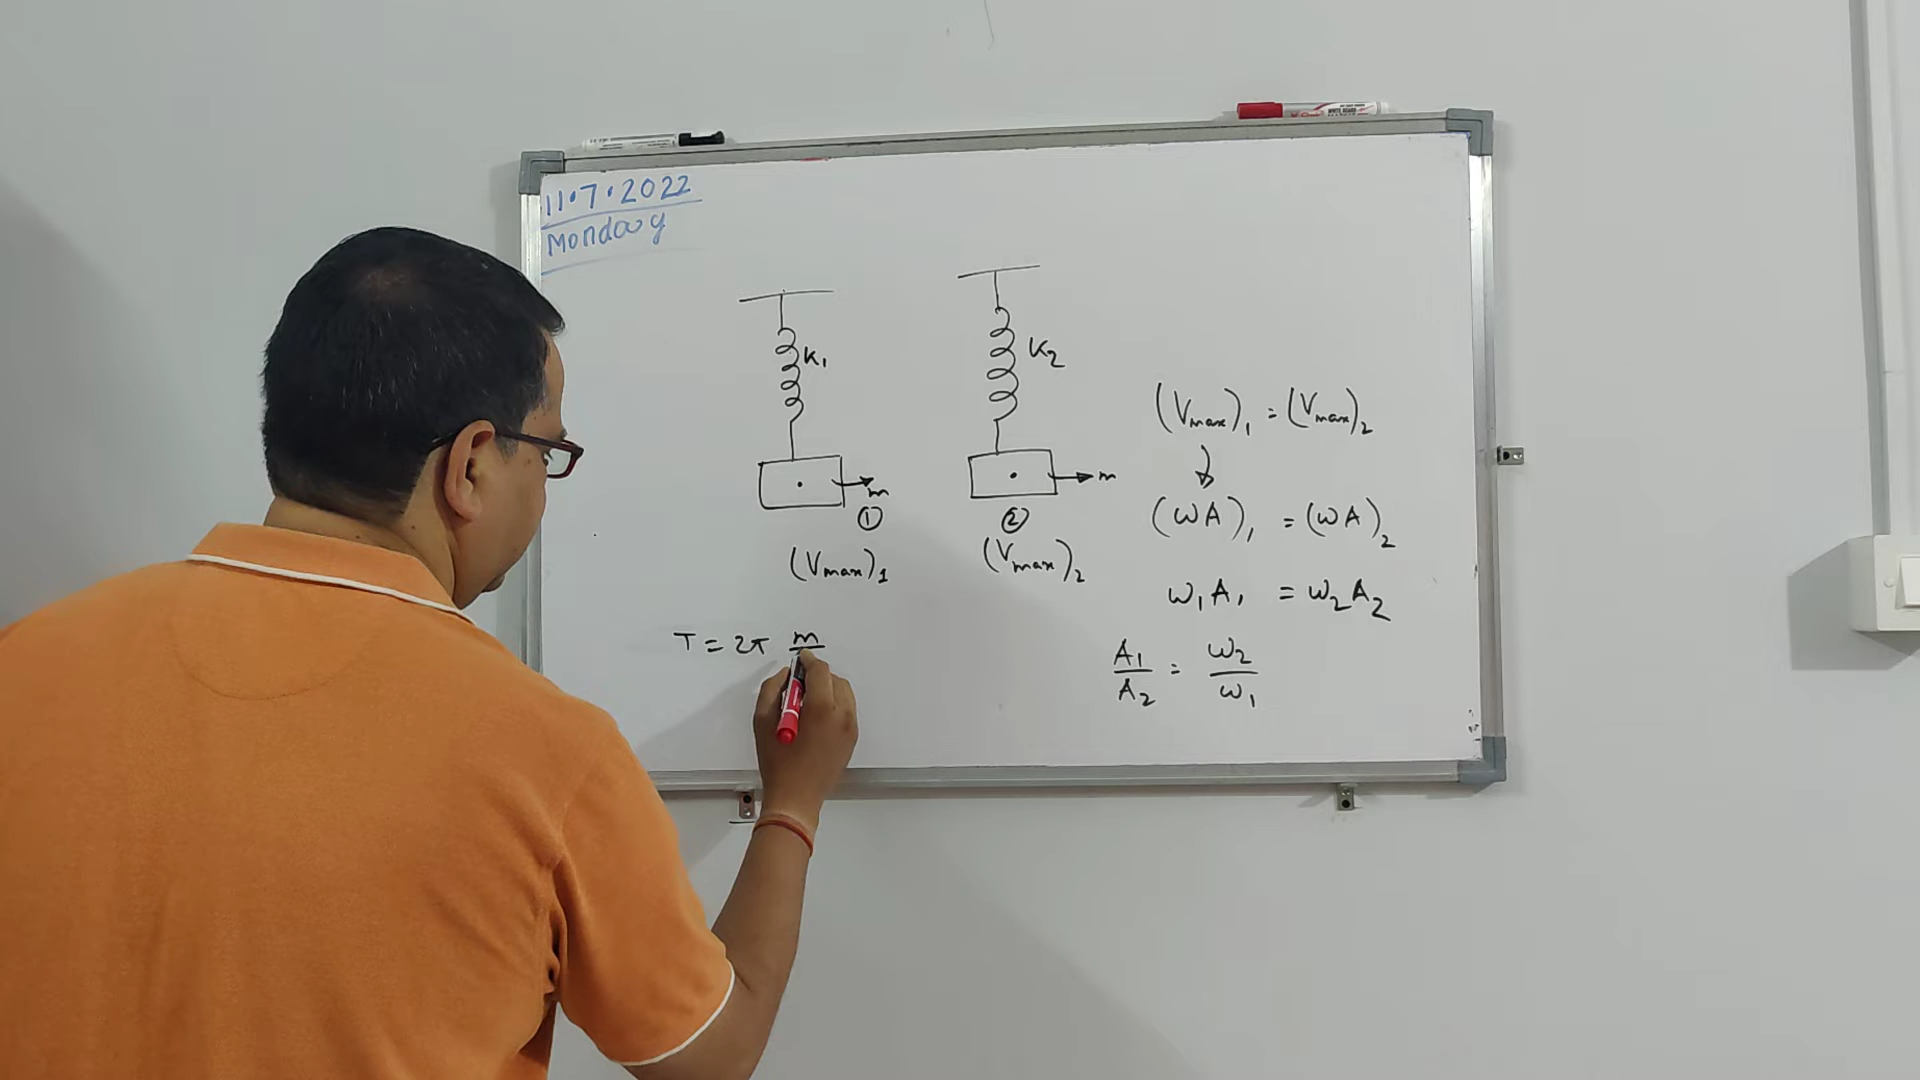 11.7.2022
Monday
K1
K2
m
m
①
②
(Vmax)1
(Vmax)2
T = 2π m
(Vmax)1 = (Vmax)2
(ωA)1 = (ωA)2
ω1A1 = ω2A2
A1/A2 = ω2/ω1